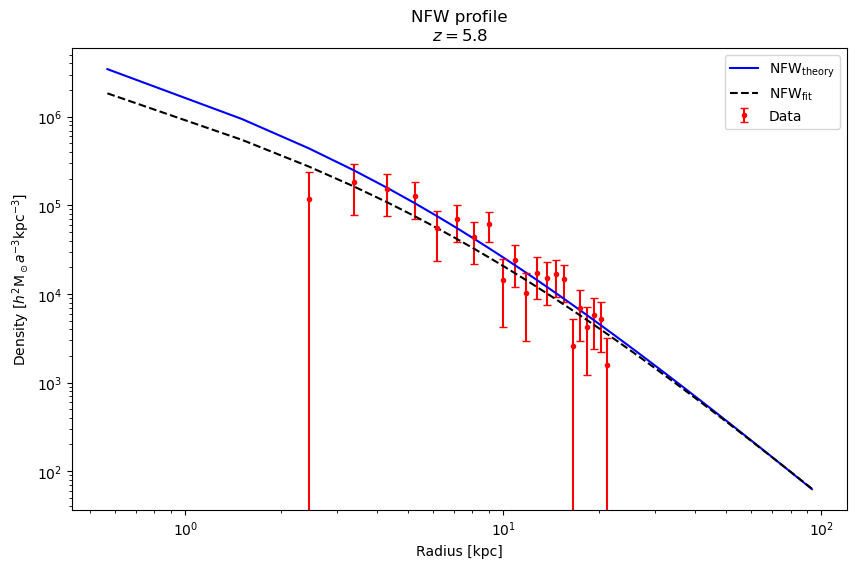 NFW profile
z = 5.8
NFW_theory
NFW_fit
Data
Density [h²M⊙a⁻³kpc⁻³]
10⁶
10⁵
10⁴
10³
10²
10⁰
10¹
10²
Radius [kpc]